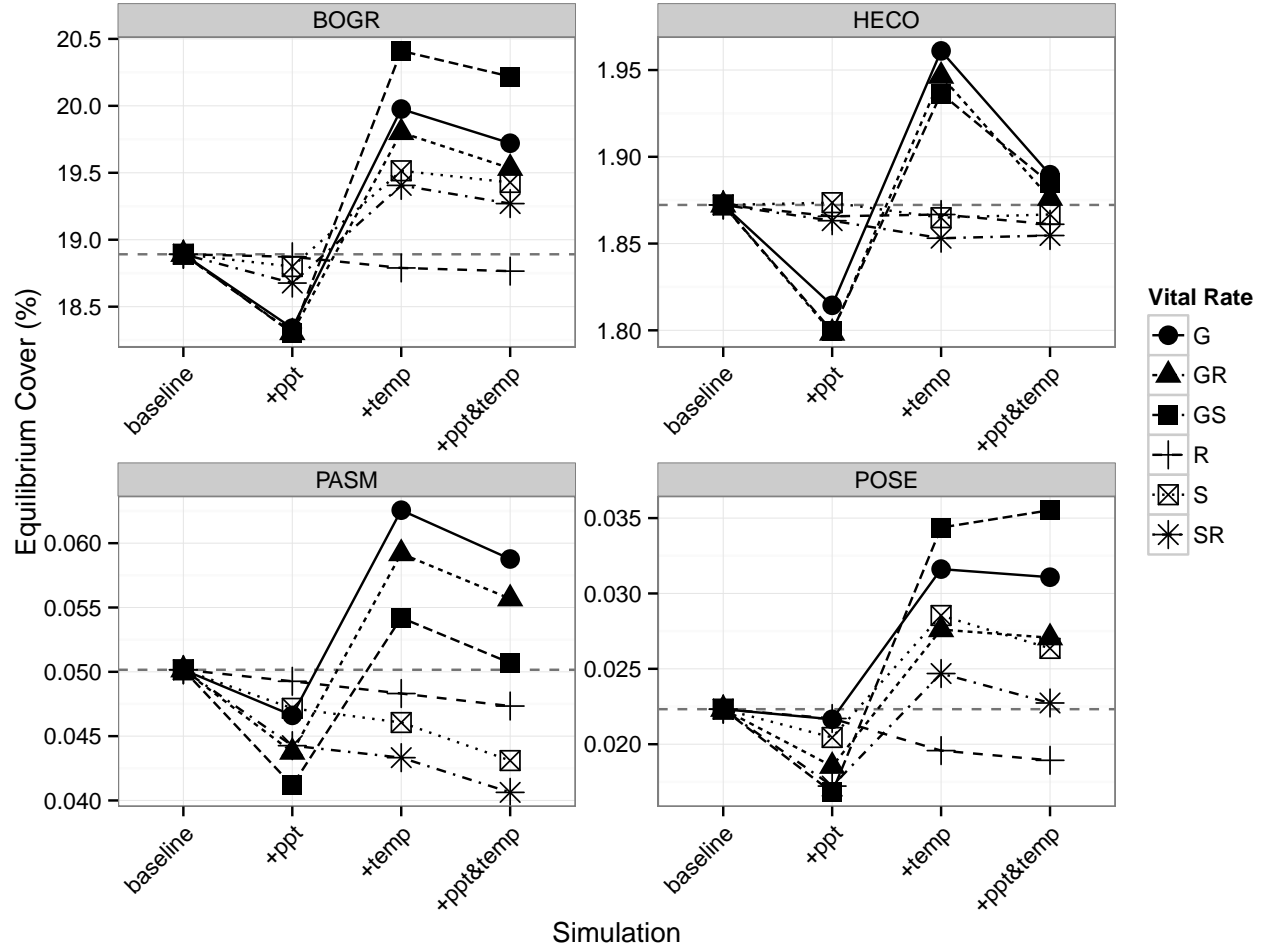 BOGR
HECO
20.5
20.0
19.5
19.0
18.5
1.95
1.90
1.85
1.80
baseline
+ppt
+temp
+ppt&temp
baseline
+ppt
+temp
+ppt&temp
PASM
POSE
0.060
0.055
0.050
0.045
0.040
0.035
0.030
0.025
0.020
baseline
+ppt
+temp
+ppt&temp
baseline
+ppt
+temp
+ppt&temp
Equilibrium Cover (%)
Simulation
Vital Rate
G
GR
GS
R
S
SR